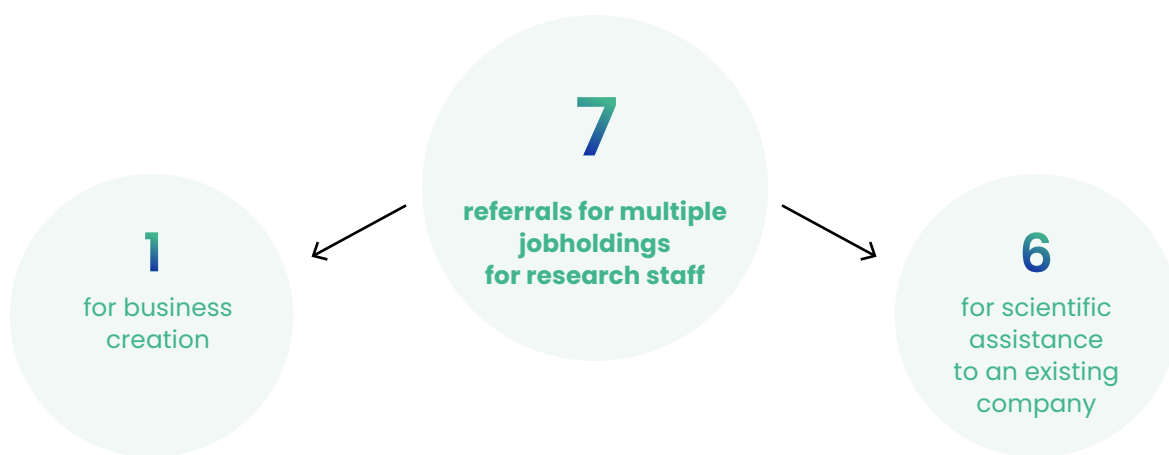 7
referrals for multiple
jobholdings
for research staff
1
for business
creation
6
for scientific
assistance
to an existing
company